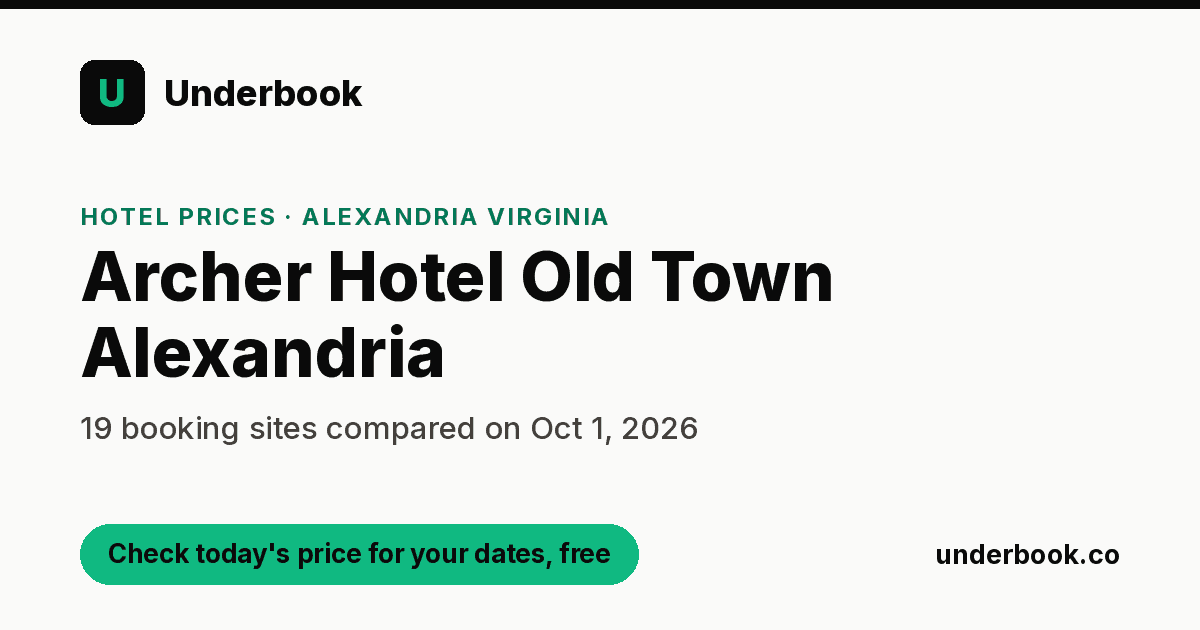 U Underbook
HOTEL PRICES · ALEXANDRIA VIRGINIA
Archer Hotel Old Town
Alexandria
19 booking sites compared on Oct 1, 2026
Check today's price for your dates, free
underbook.co